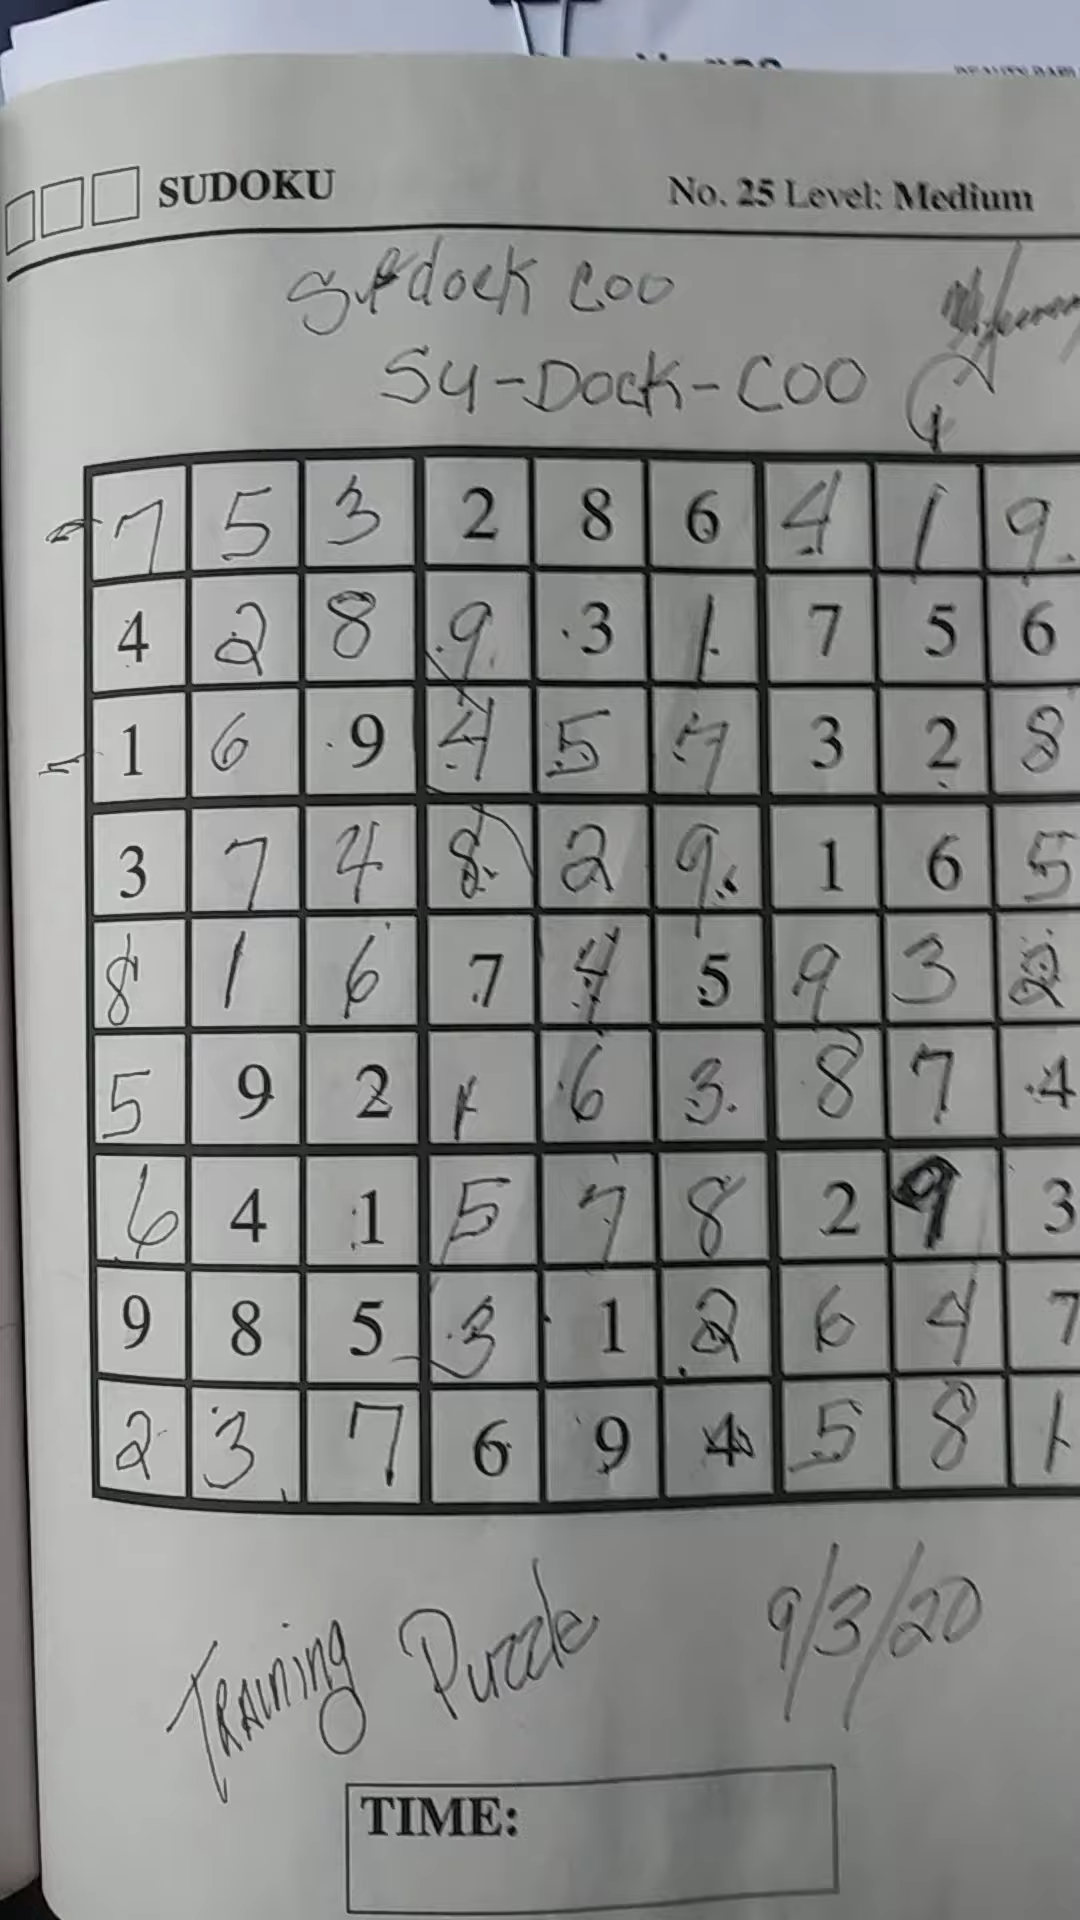 SUDOKU No. 25 Level: Medium
Sudock coo
Su-Dock-COO
7 5 3 2 8 6 4 1 9
4 2 8 9 3 1 7 5 6
1 6 9 4 5 7 3 2 8
3 7 4 8 2 9 1 6 5
8 1 6 7 4 5 9 3 2
5 9 2 1 6 3 8 7 4
6 4 1 5 7 8 2 9 3
9 8 5 3 1 2 6 4 7
2 3 7 6 9 4 5 8 1
TRAining Puzzle 9/3/20
TIME: